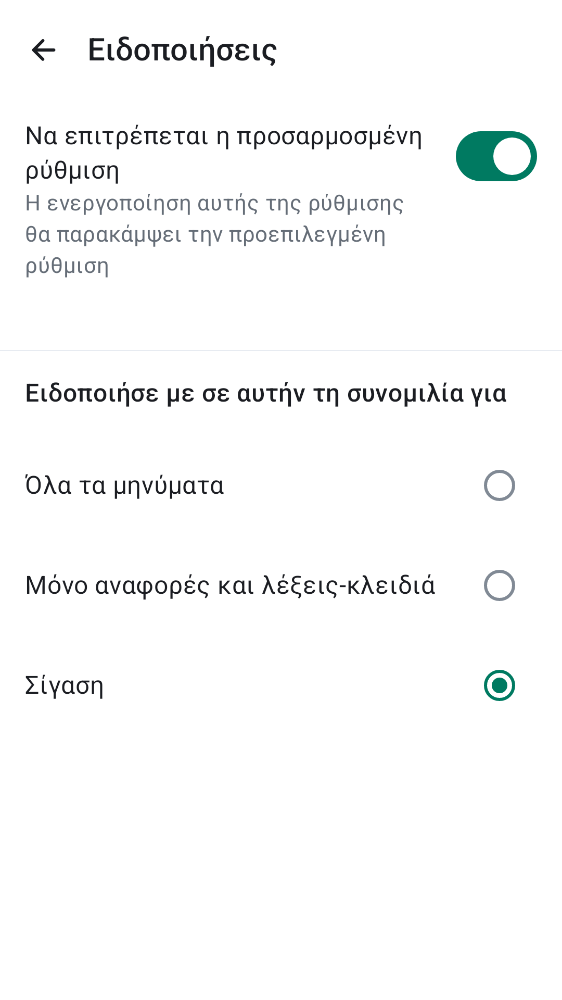 Ειδοποιήσεις
Να επιτρέπεται η προσαρμοσμένη
ρύθμιση
Η ενεργοποίηση αυτής της ρύθμισης
θα παρακάμψει την προεπιλεγμένη
ρύθμιση
Ειδοποιήσε με σε αυτήν τη συνομιλία για
Όλα τα μηνύματα
Μόνο αναφορές και λέξεις-κλειδιά
Σίγαση